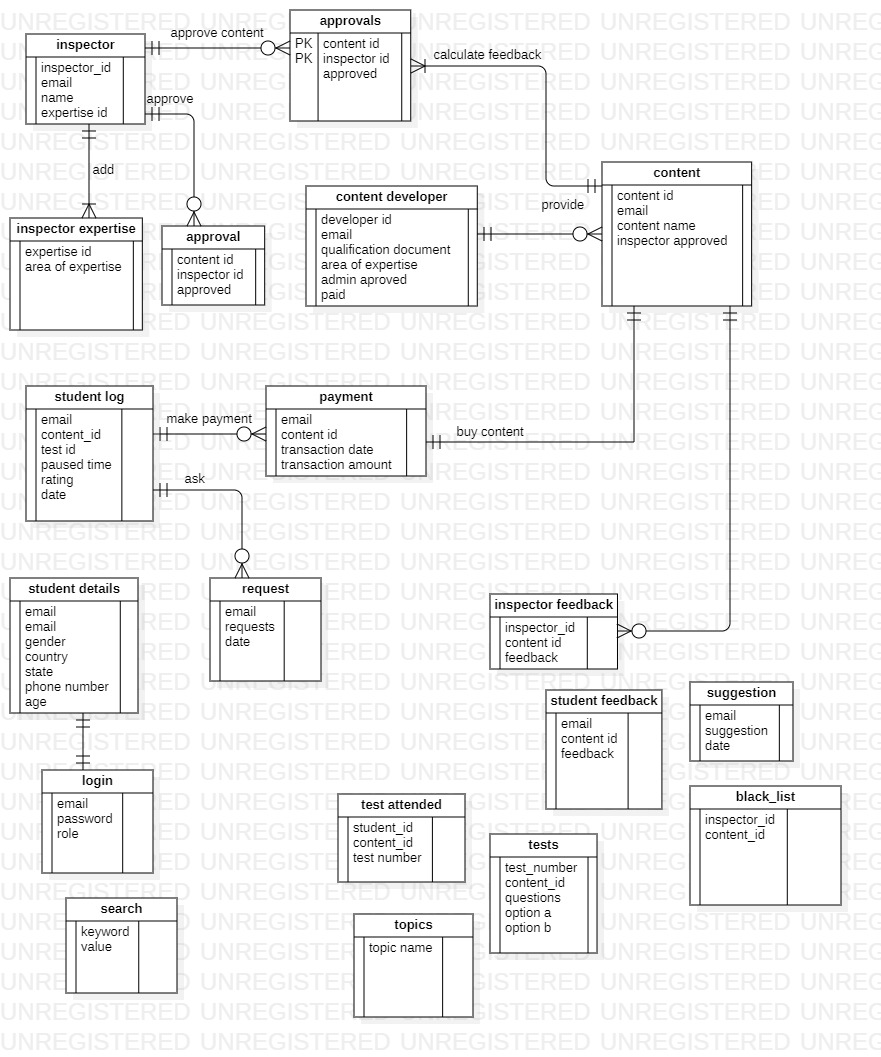 approvals
PK content id
PK inspector id
approved
inspector
inspector_id
email
name
expertise id
approve content
calculate feedback
approve
add
inspector expertise
expertise id
area of expertise
approval
content id
inspector id
approved
content developer
developer id
email
qualification document
area of expertise
admin aproved
paid
provide
content
content id
email
content name
inspector approved
student log
email
content_id
test id
paused time
rating
date
make payment
payment
email
content id
transaction date
transaction amount
buy content
ask
student details
email
email
gender
country
state
phone number
age
request
email
requests
date
inspector feedback
inspector_id
content id
feedback
student feedback
email
content id
feedback
suggestion
email
suggestion
date
login
email
password
role
test attended
student_id
content_id
test number
tests
test_number
content_id
questions
option a
option b
black_list
inspector_id
content_id
search
keyword
value
topics
topic name
UNREGISTERED UNREGISTERED UNREGISTERED UNREGISTERED